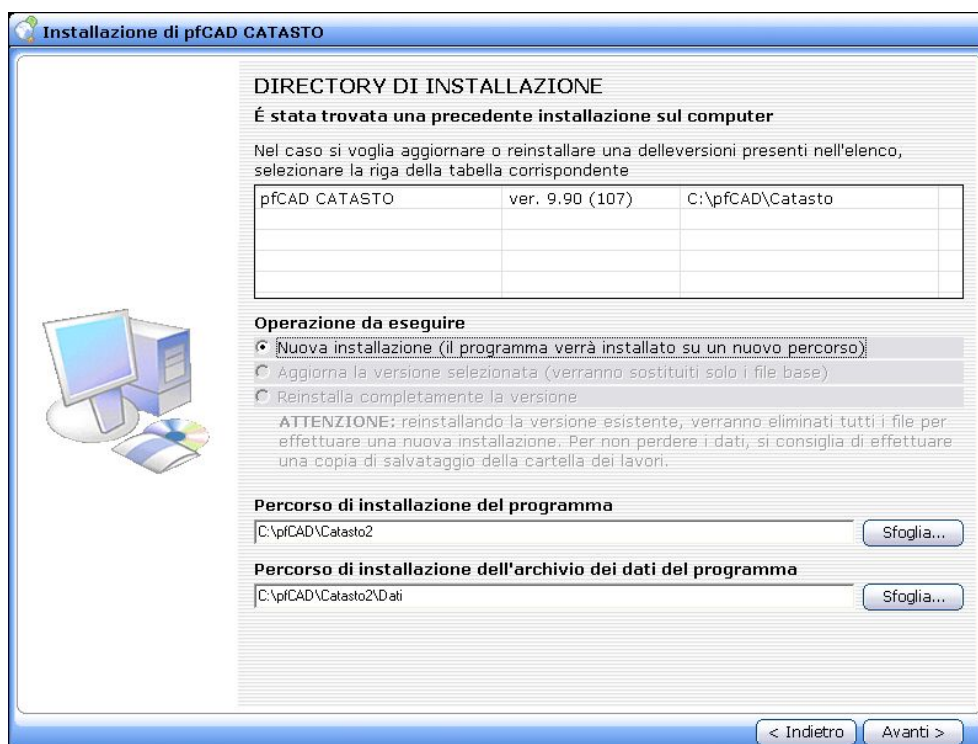 Installazione di pfCAD CATASTO
DIRECTORY DI INSTALLAZIONE
É stata trovata una precedente installazione sul computer
Nel caso si voglia aggiornare o reinstallare una delleversioni presenti nell'elenco,
selezionare la riga della tabella corrispondente
pfCAD CATASTO ver. 9.90 (107) C:\pfCAD\Catasto
Operazione da eseguire
Nuova installazione (il programma verrà installato su un nuovo percorso)
Aggiorna la versione selezionata (verranno sostituiti solo i file base)
Reinstalla completamente la versione
ATTENZIONE: reinstallando la versione esistente, verranno eliminati tutti i file per
effettuare una nuova installazione. Per non perdere i dati, si consiglia di effettuare
una copia di salvataggio della cartella dei lavori.
Percorso di installazione del programma
C:\pfCAD\Catasto2 Sfoglia...
Percorso di installazione dell'archivio dei dati del programma
C:\pfCAD\Catasto2\Dati Sfoglia...
< Indietro Avanti >